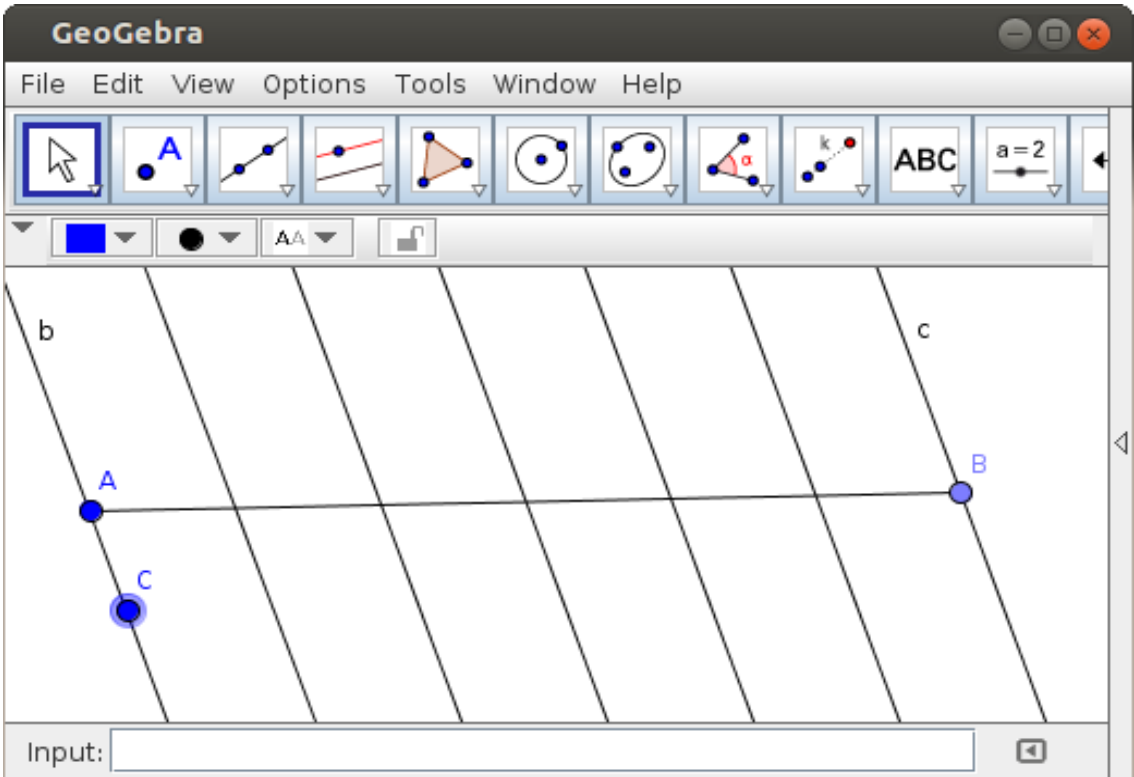 GeoGebra
File Edit View Options Tools Window Help
A α k ABC a=2
AA
b c
A B
C
Input: